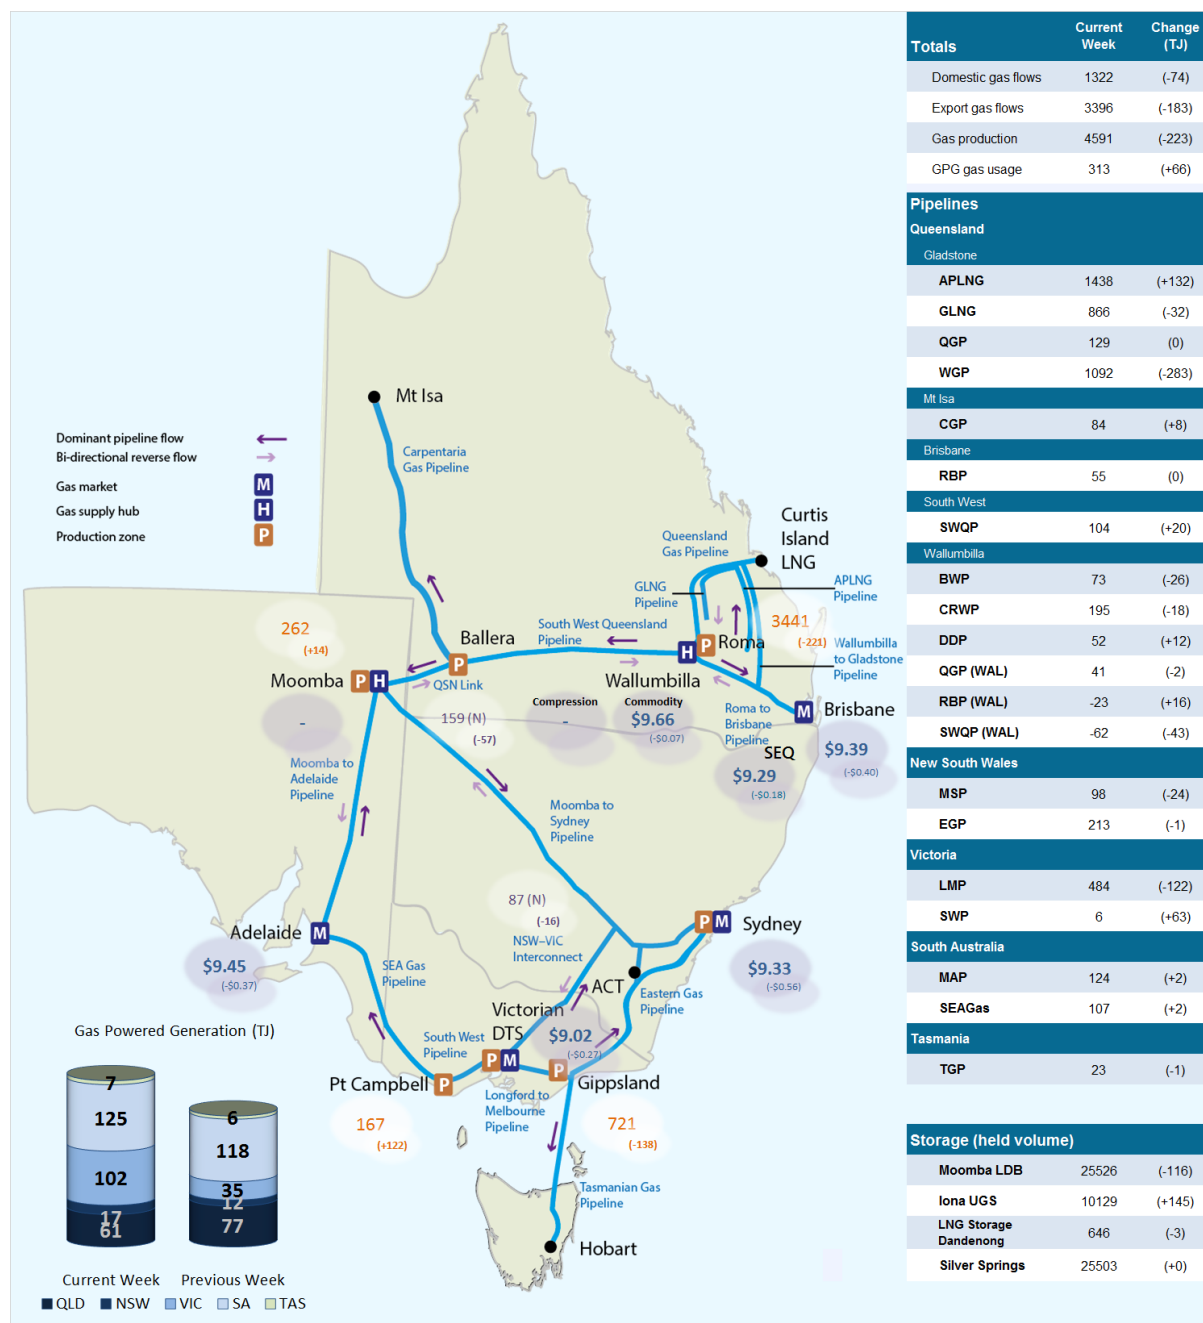 Mt Isa
Dominant pipeline flow
Bi-directional reverse flow
Gas market M
Gas supply hub H
Production zone P
Carpentaria
Gas Pipeline
Curtis
Island
LNG
Queensland
Gas Pipeline
GLNG
Pipeline
APLNG
Pipeline
3441
(-221)
262
(+14)
South West Queensland
Pipeline
Ballera
P
H P Roma
Wallumbilla
to Gladstone
Pipeline
Moomba P H
QSN Link
Wallumbilla
-
159 (N)
(-57)
Compression
-
Commodity
$9.66
(-$0.07)
Roma to
Brisbane
Pipeline
M Brisbane
SEQ
$9.29
(-$0.18)
$9.39
(-$0.40)
Moomba to
Adelaide
Pipeline
Moomba to
Sydney
Pipeline
87 (N)
(-16)
NSW–VIC
Interconnect
P M Sydney
$9.33
(-$0.56)
Adelaide M
$9.45
(-$0.37)
SEA Gas
Pipeline
ACT
Eastern Gas
Pipeline
Victorian
DTS
$9.02
(-$0.27)
South West
Pipeline
P M
P
Pt Campbell P
Gippsland
167
(+122)
Longford to
Melbourne
Pipeline
721
(-138)
Tasmanian Gas
Pipeline
Hobart
Gas Powered Generation (TJ)
7
125
102
17
61
6
118
35
12
77
Current Week Previous Week
QLD NSW VIC SA TAS
Totals Current Week Change (TJ)
Domestic gas flows 1322 (-74)
Export gas flows 3396 (-183)
Gas production 4591 (-223)
GPG gas usage 313 (+66)
Pipelines
Queensland
Gladstone
APLNG 1438 (+132)
GLNG 866 (-32)
QGP 129 (0)
WGP 1092 (-283)
Mt Isa
CGP 84 (+8)
Brisbane
RBP 55 (0)
South West
SWQP 104 (+20)
Wallumbilla
BWP 73 (-26)
CRWP 195 (-18)
DDP 52 (+12)
QGP (WAL) 41 (-2)
RBP (WAL) -23 (+16)
SWQP (WAL) -62 (-43)
New South Wales
MSP 98 (-24)
EGP 213 (-1)
Victoria
LMP 484 (-122)
SWP 6 (+63)
South Australia
MAP 124 (+2)
SEAGas 107 (+2)
Tasmania
TGP 23 (-1)
Storage (held volume)
Moomba LDB 25526 (-116)
Iona UGS 10129 (+145)
LNG Storage Dandenong 646 (-3)
Silver Springs 25503 (+0)